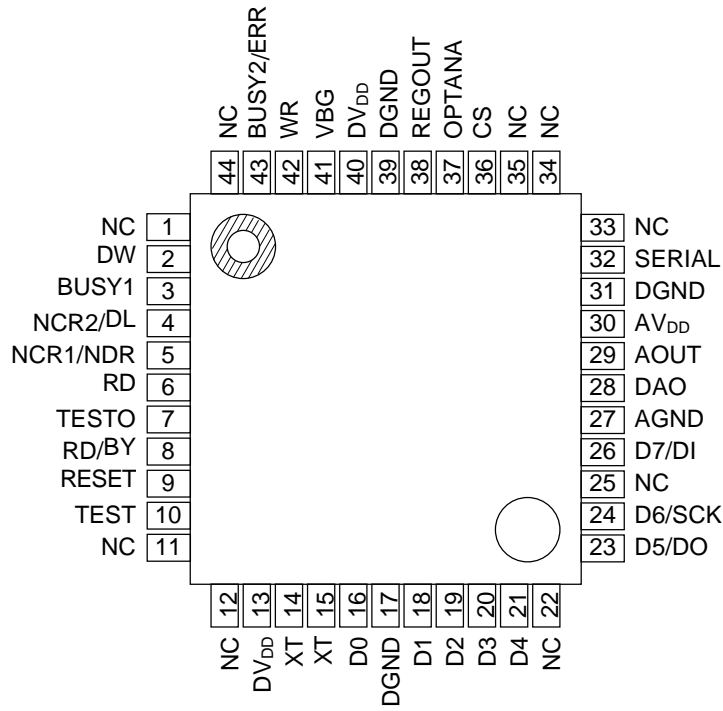 NC
BUSY2/ERR
WR
VBG
DVDD
DGND
REGOUT
OPTANA
CS
NC
NC
44
43
42
41
40
39
38
37
36
35
34
NC 1
DW 2
BUSY1 3
NCR2/DL 4
NCR1/NDR 5
RD 6
TESTO 7
RD/BY 8
RESET 9
TEST 10
NC 11
33 NC
32 SERIAL
31 DGND
30 AVDD
29 AOUT
28 DAO
27 AGND
26 D7/DI
25 NC
24 D6/SCK
23 D5/DO
12
13
14
15
16
17
18
19
20
21
22
NC
DVDD
XT
XT
D0
DGND
D1
D2
D3
D4
NC